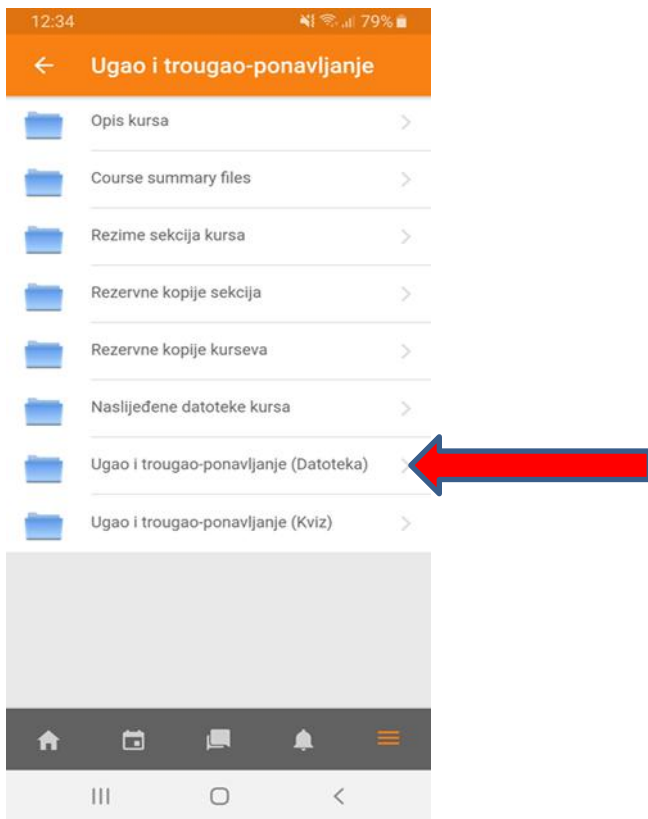 12:34
79%
Ugao i trougao-ponavljanje
Opis kursa
Course summary files
Rezime sekcija kursa
Rezervne kopije sekcija
Rezervne kopije kurseva
Naslijeđene datoteke kursa
Ugao i trougao-ponavljanje (Datoteka)
Ugao i trougao-ponavljanje (Kviz)